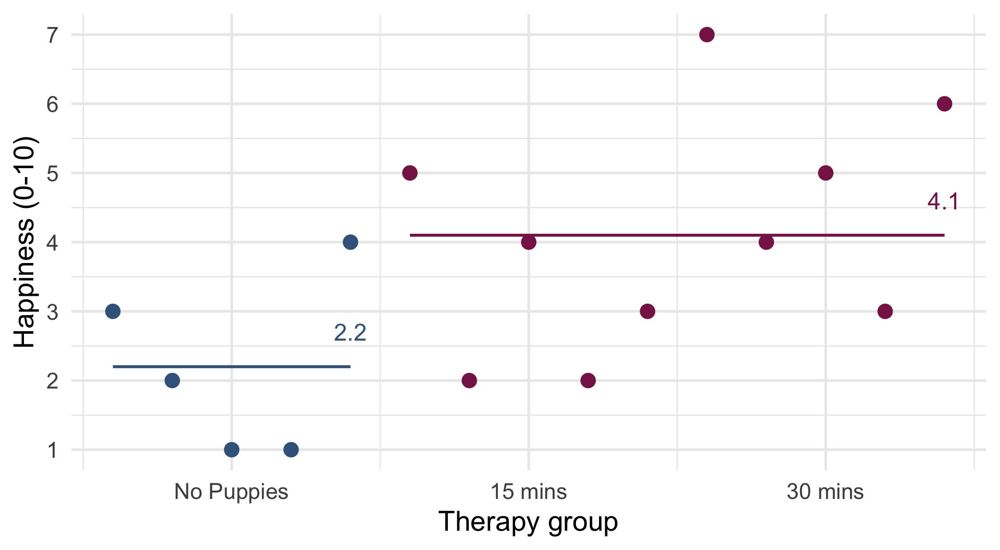 Happiness (0-10)
7
6
5
4
3
2
1
4.1
2.2
No Puppies
15 mins
30 mins
Therapy group